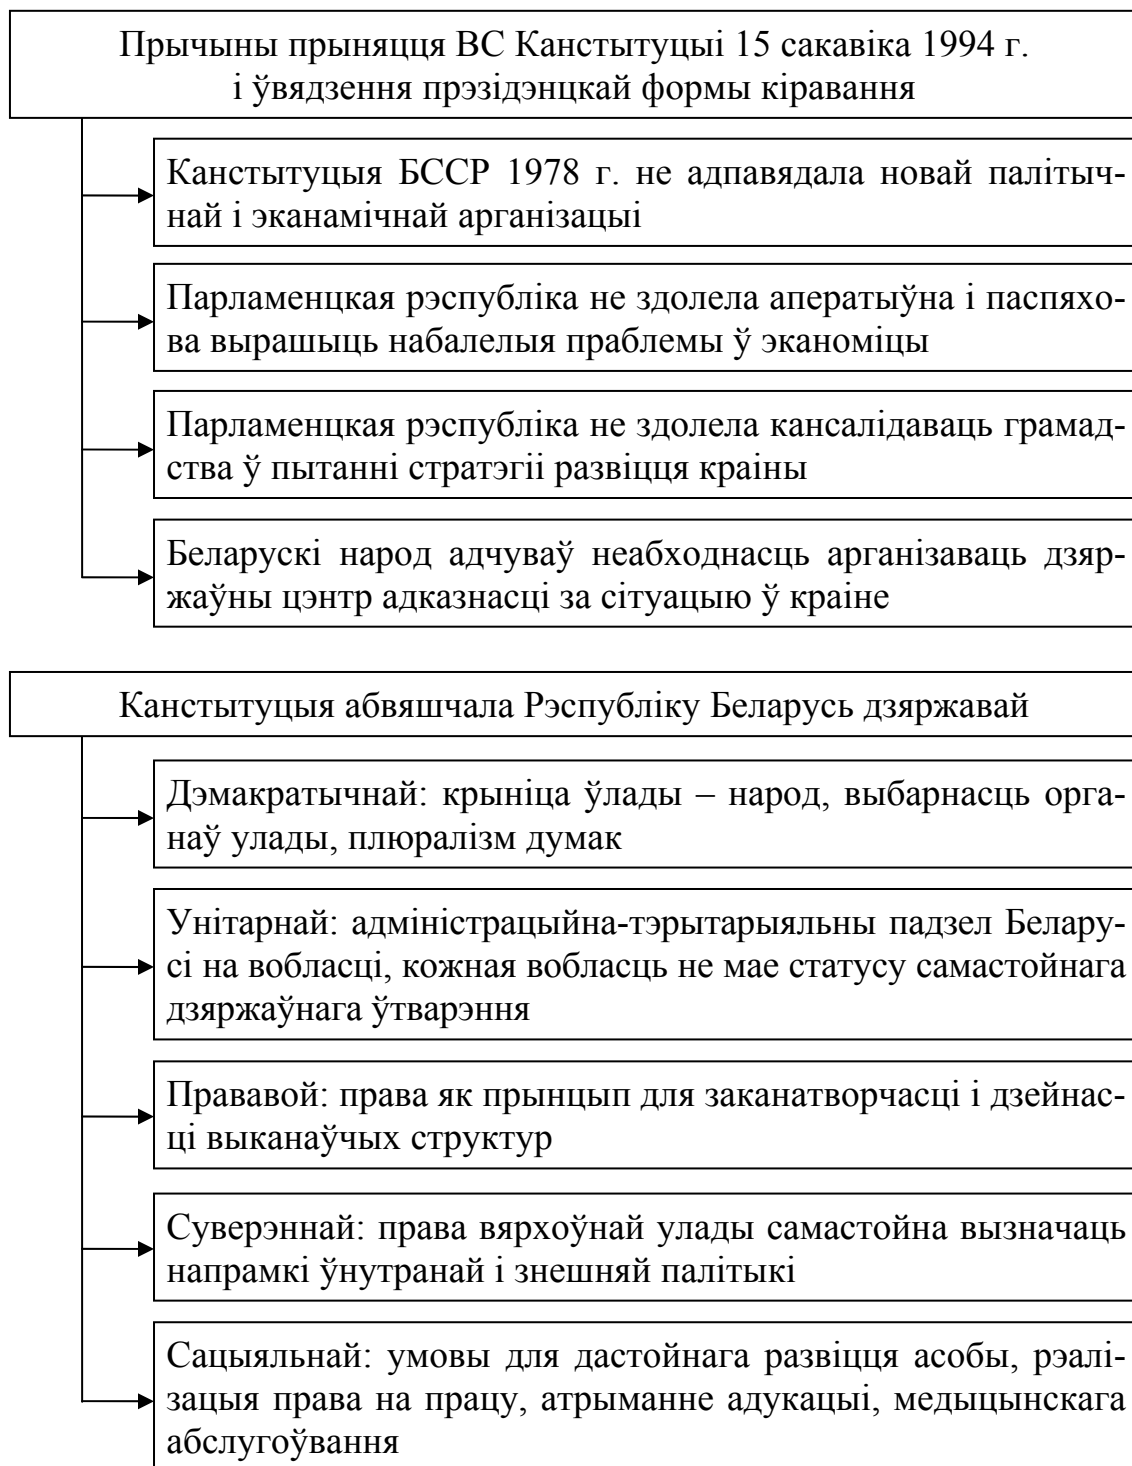 Прычыны прыняцця ВС Канстытуцыі 15 сакавіка 1994 г.
і ўвядзення прэзідэнцкай формы кіравання
Канстытуцыя БССР 1978 г. не адпавядала новай палітыч-
най і эканамічнай арганізацыі
Парламенцкая рэспубліка не здолела аператыўна і паспяхо-
ва вырашыць набалелыя праблемы ў эканоміцы
Парламенцкая рэспубліка не здолела кансалідаваць грамад-
ства ў пытанні стратэгіі развіцця краіны
Беларускі народ адчуваў неабходнасць арганізаваць дзяр-
жаўны цэнтр адказнасці за сітуацыю ў краіне
Канстытуцыя абвяшчала Рэспубліку Беларусь дзяржавай
Дэмакратычнай: крыніца ўлады – народ, выбарнасць орга-
наў улады, плюралізм думак
Унітарнай: адміністрацыйна-тэрытарыяльны падзел Белару-
сі на вобласці, кожная вобласць не мае статусу самастойнага
дзяржаўнага ўтварэння
Прававой: права як прынцып для заканатворчасці і дзейнас-
ці выканаўчых структур
Суверэннай: права вярхоўнай улады самастойна вызначаць
напрамкі ўнутранай і знешняй палітыкі
Сацыяльнай: умовы для дастойнага развіцця асобы, рэалі-
зацыя права на працу, атрыманне адукацыі, медыцынскага
абслугоўвання